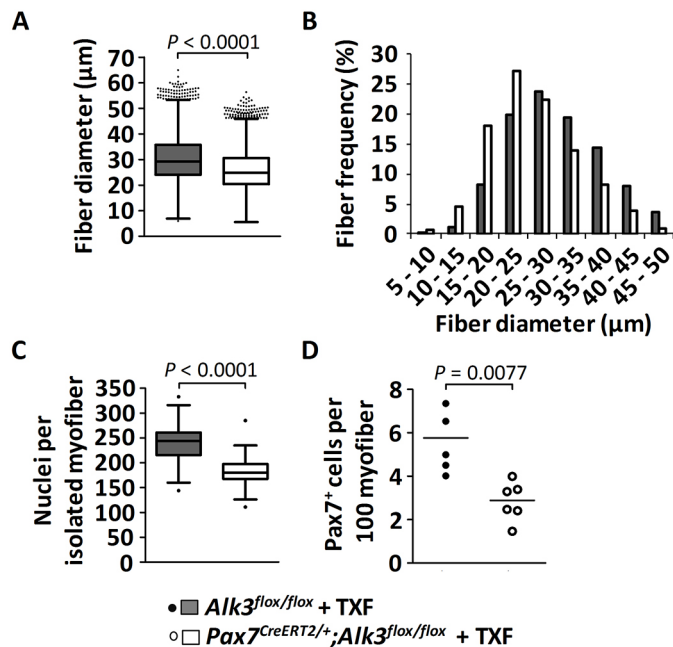 A
P < 0.0001
Fiber diameter (µm)
70
60
50
40
30
20
10
0
B
Fiber frequency (%)
30
25
20
15
10
5
0
5 - 10
10 - 15
15 - 20
20 - 25
25 - 30
30 - 35
35 - 40
40 - 45
45 - 50
Fiber diameter (µm)
C
P < 0.0001
Nuclei per
isolated myofiber
350
300
250
200
150
100
50
0
D
P = 0.0077
Pax7+ cells per
100 myofiber
8
6
4
2
0
Alk3flox/flox + TXF
Pax7CreERT2/+;Alk3flox/flox + TXF